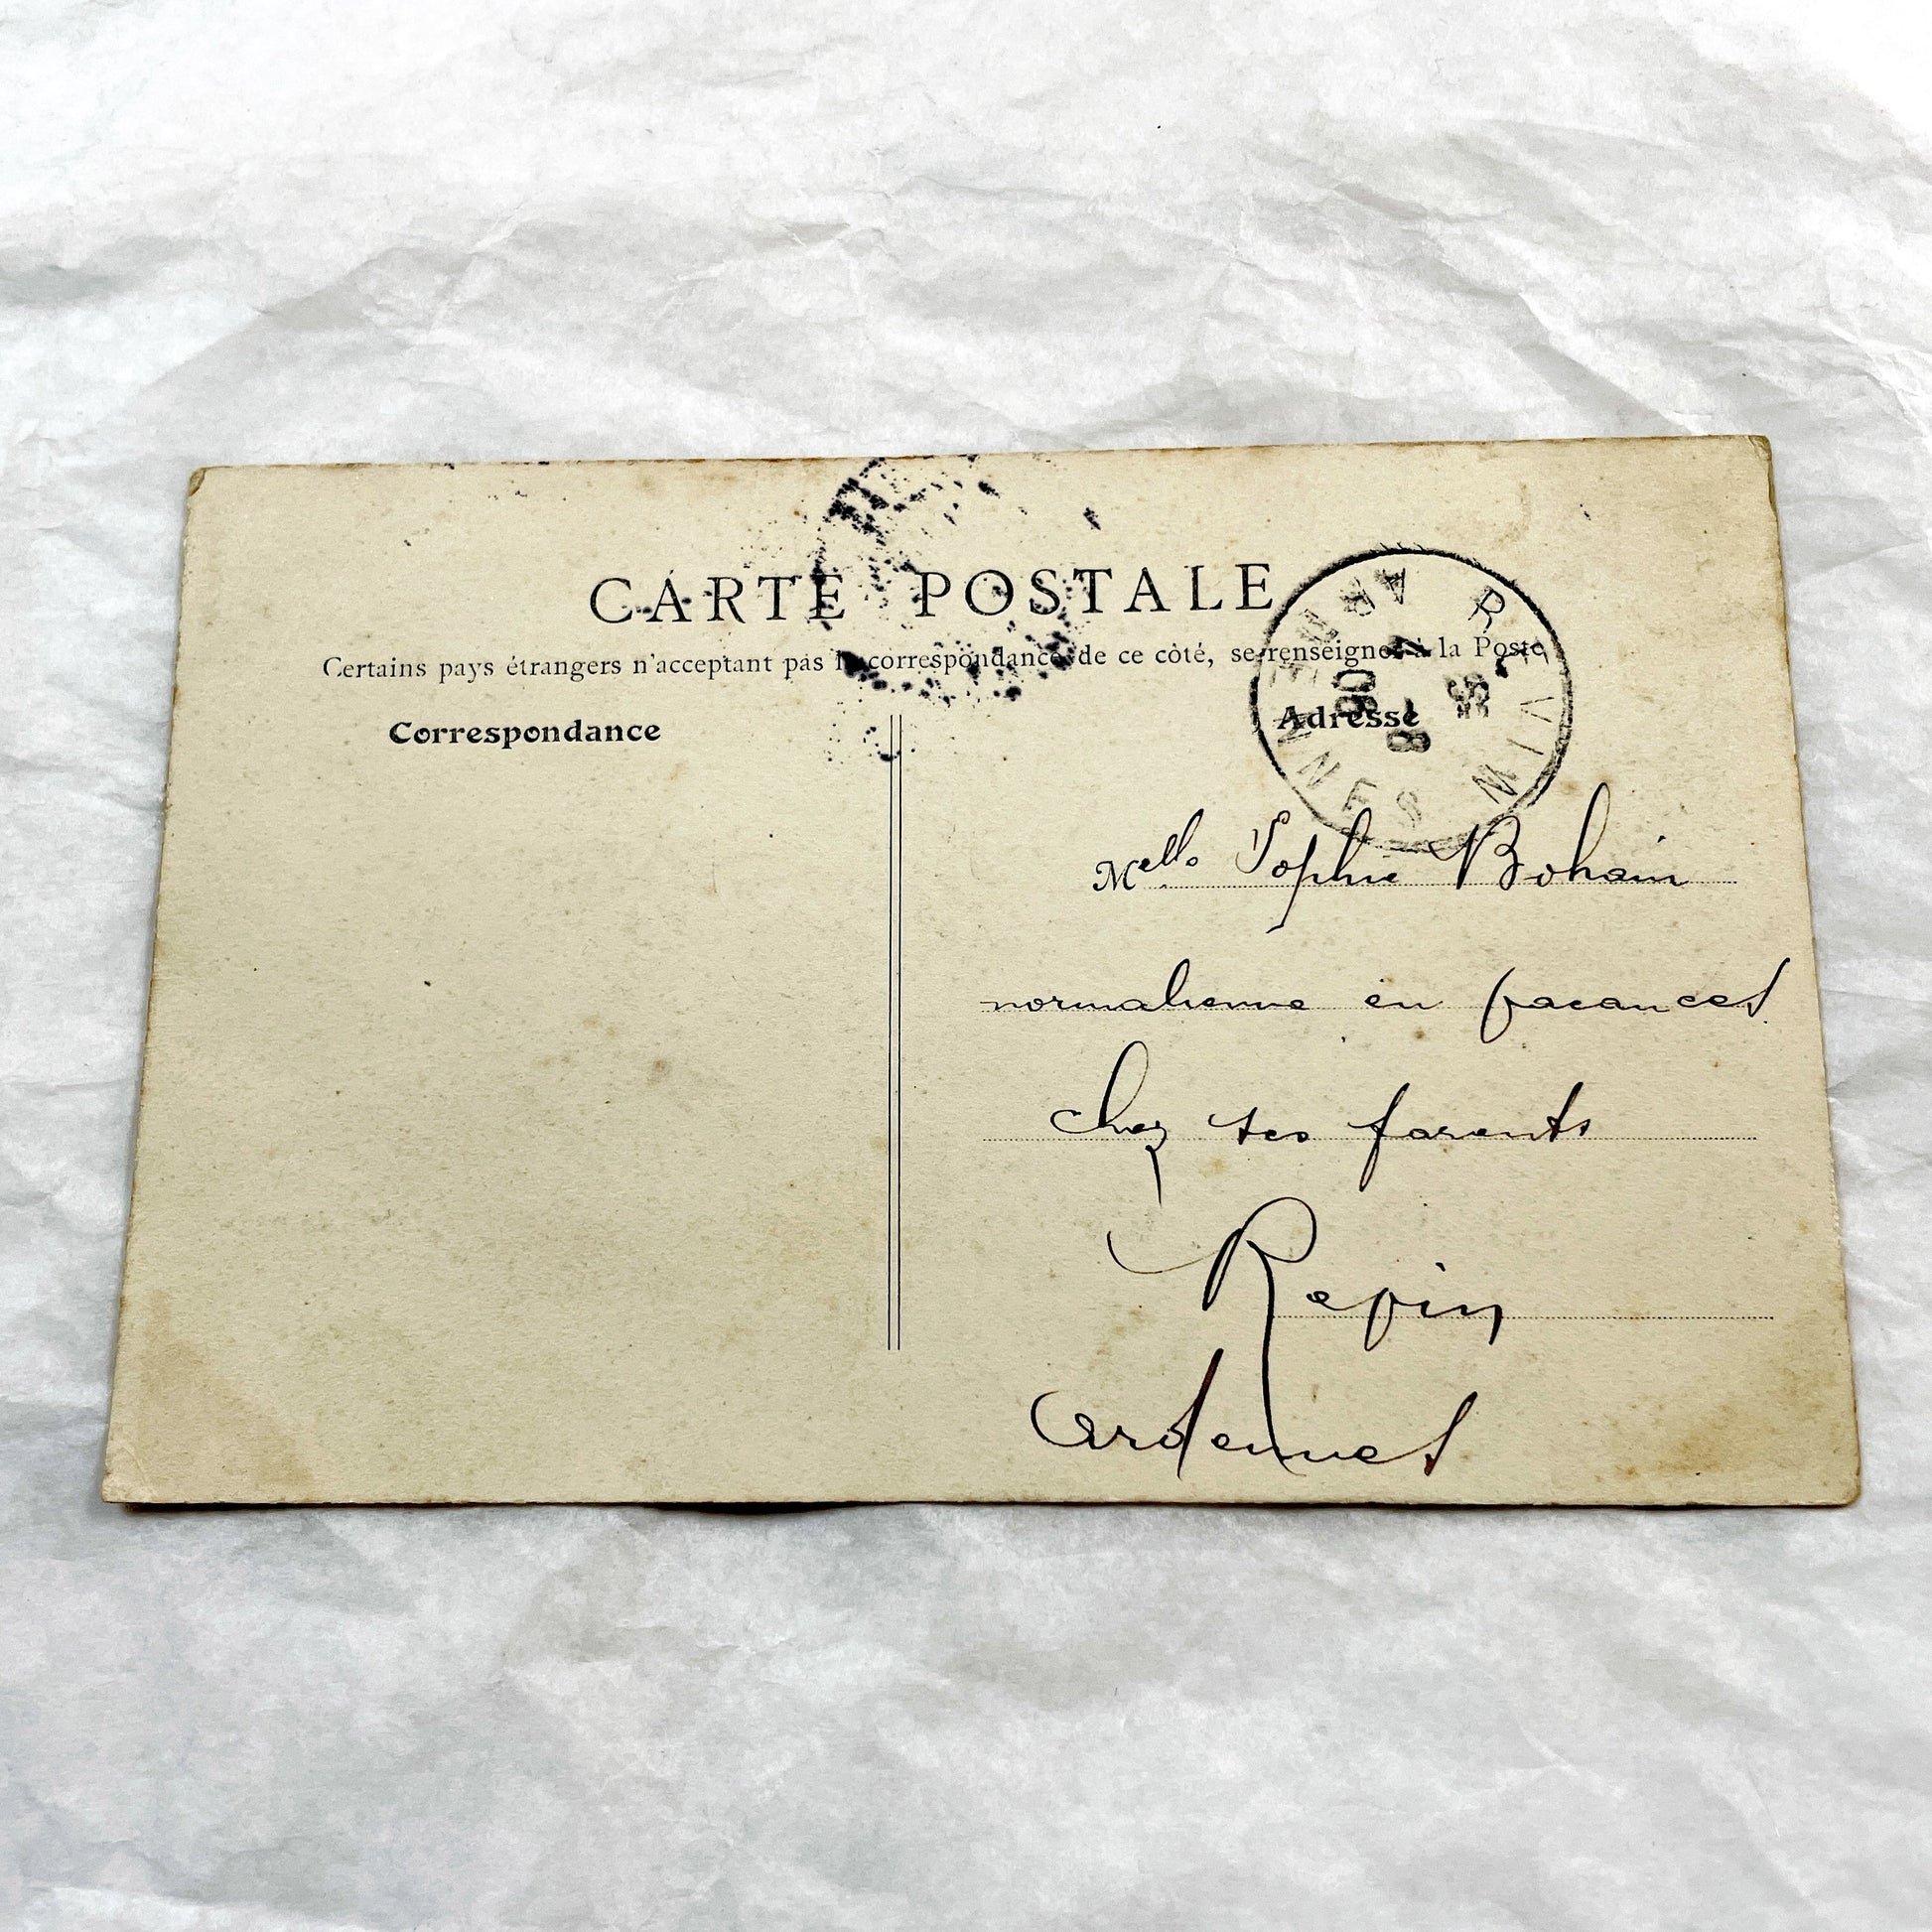 CARTE POSTALE
Certains pays étrangers n'acceptant pas la correspondance de ce côté, se renseigner à la Poste
Correspondance
Adresse
REVIN
ARDENNES
Melle Sophie Bohain
normalienne en vacances
chez ses parents
Revin
Ardennes